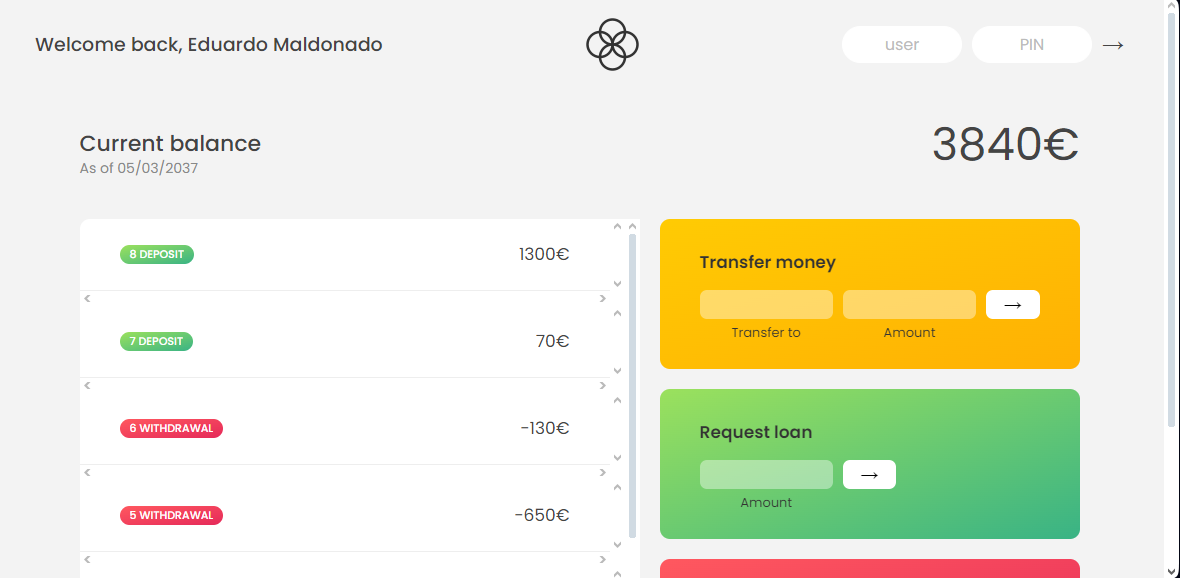 Welcome back, Eduardo Maldonado
user
PIN
→
Current balance
As of 05/03/2037
3840€
8 DEPOSIT
1300€
7 DEPOSIT
70€
6 WITHDRAWAL
-130€
5 WITHDRAWAL
-650€
Transfer money
→
Transfer to
Amount
Request loan
→
Amount